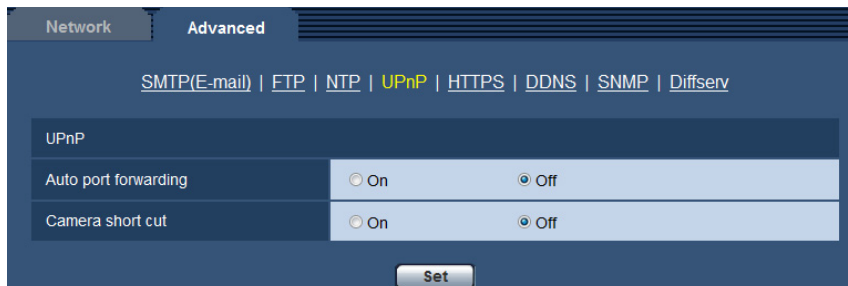 Network Advanced
SMTP(E-mail) | FTP | NTP | UPnP | HTTPS | DDNS | SNMP | Diffserv
UPnP
Auto port forwarding On Off
Camera short cut On Off
Set